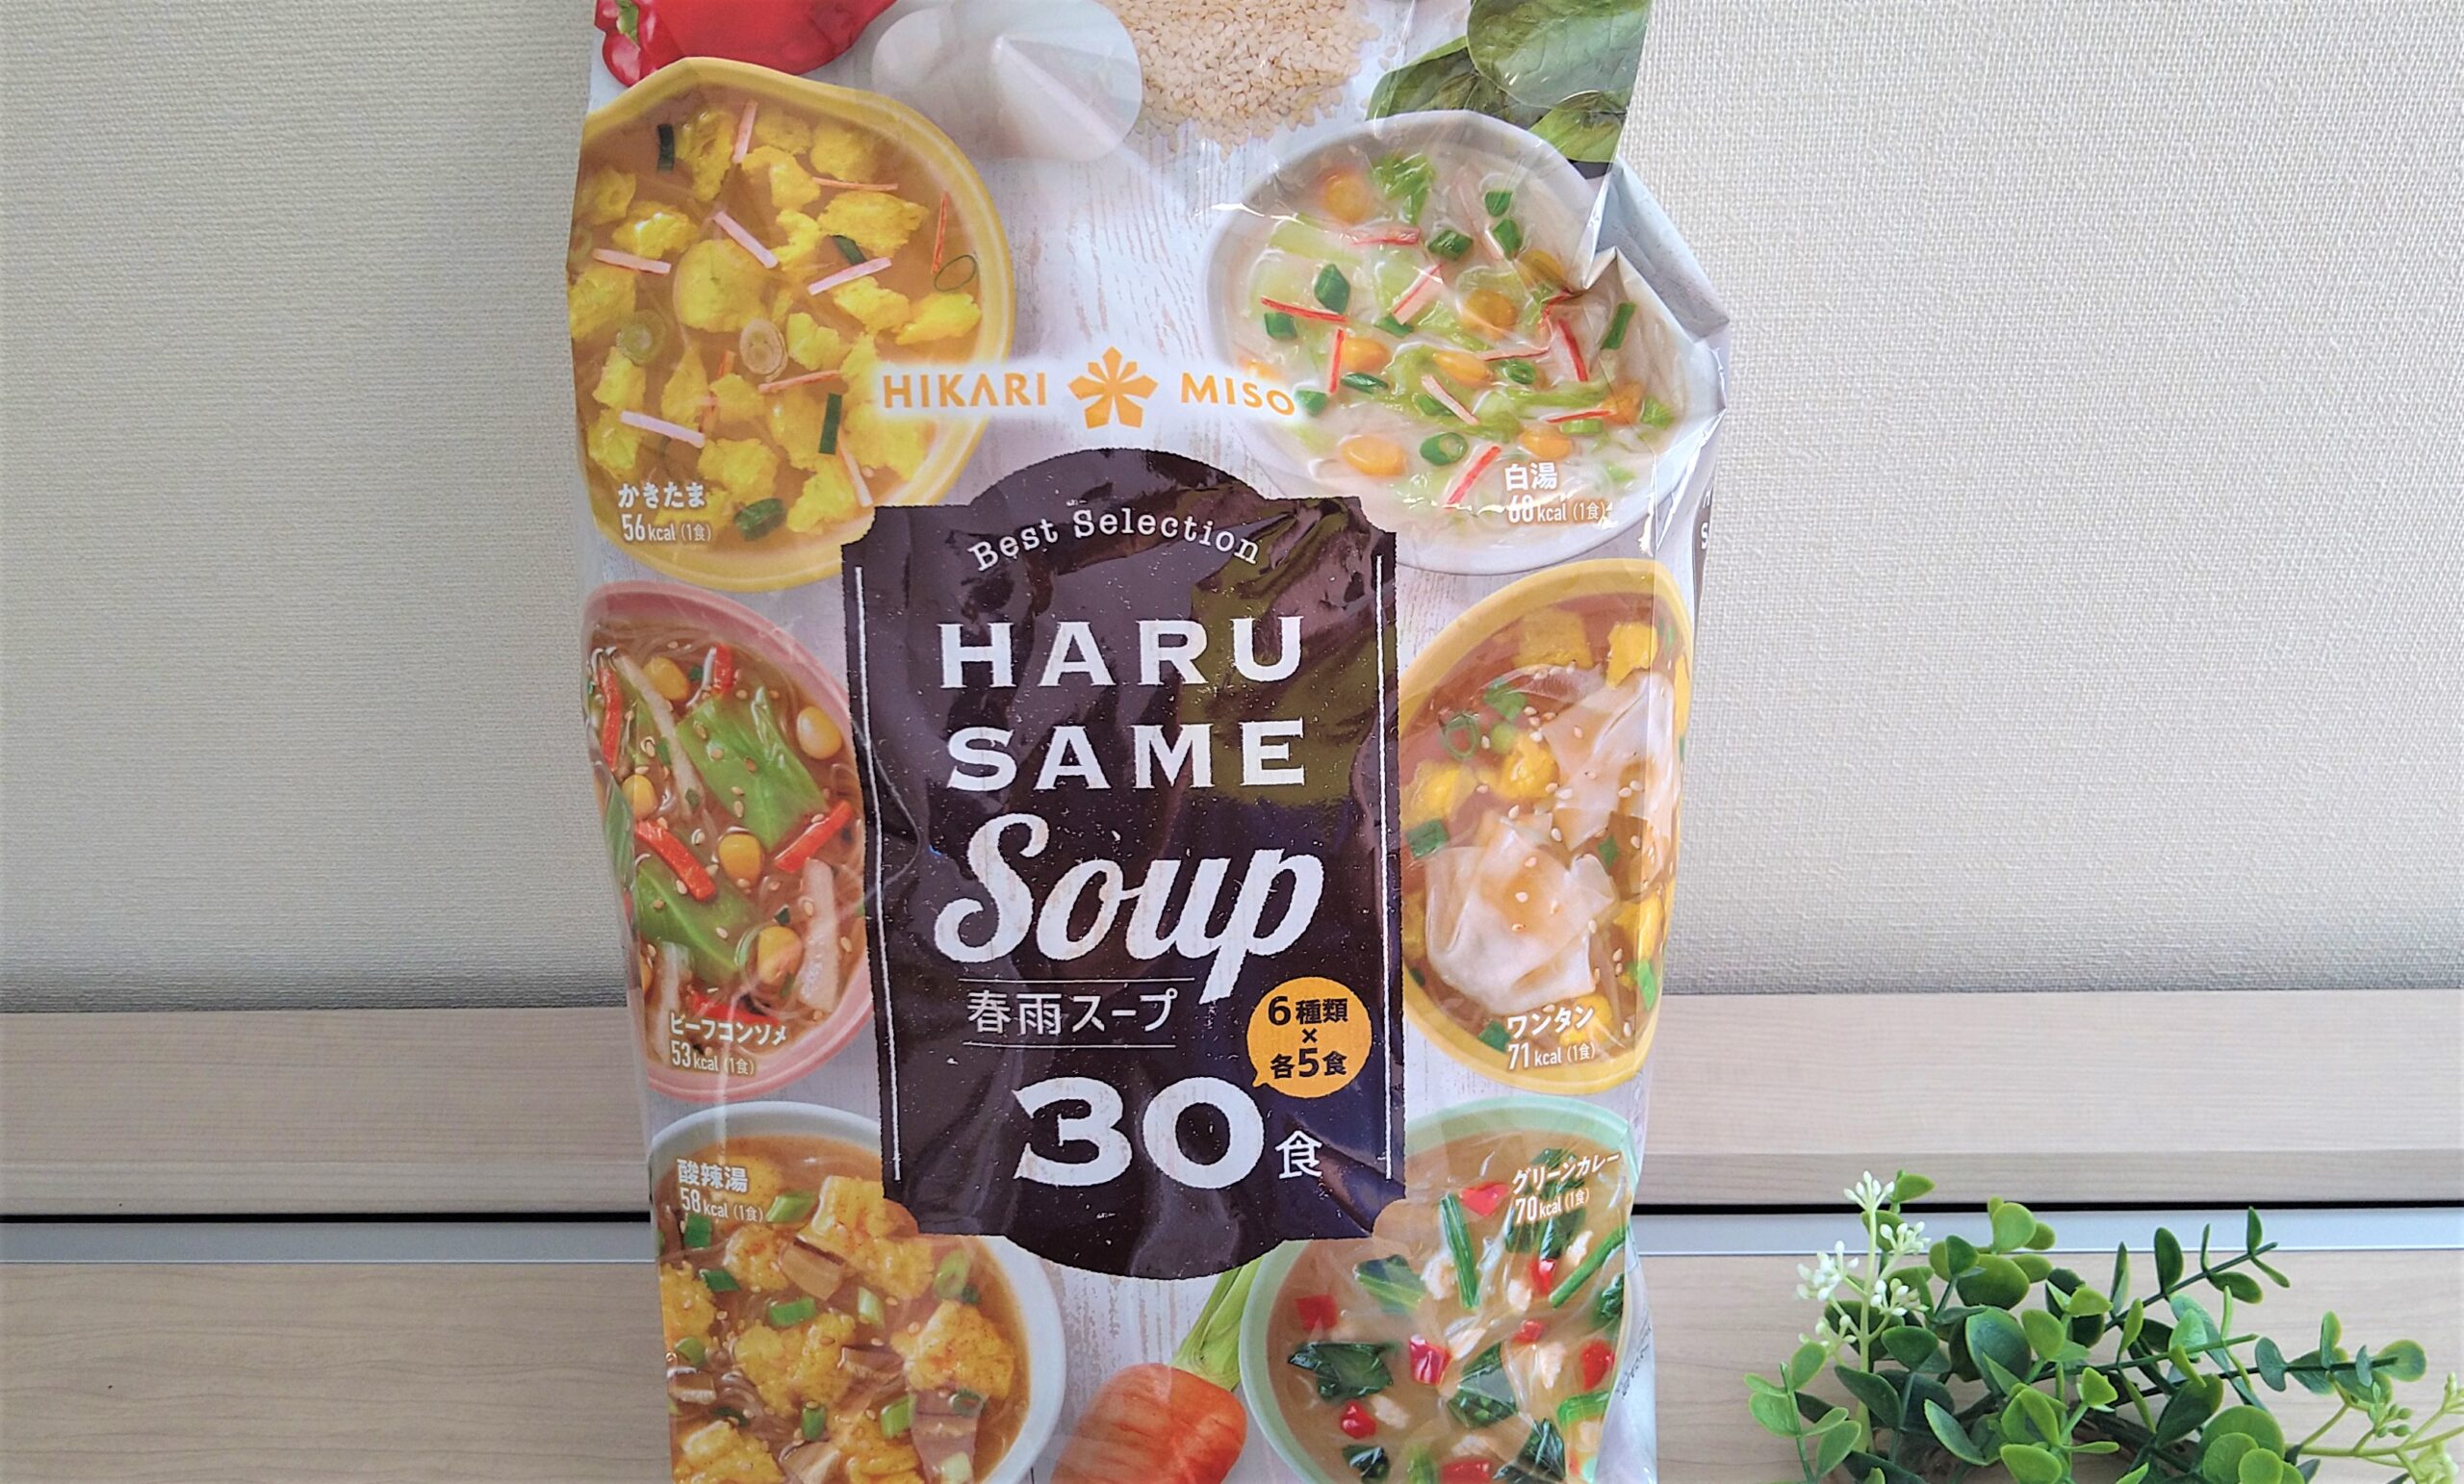 HIKARI MISO
かきたま
56kcal (1食)
白湯
68kcal (1食)
Best Selection
HARU
SAME
Soup
春雨スープ
6種類
×
各5食
30食
ビーフコンソメ
53kcal (1食)
ワンタン
71kcal (1食)
酸辣湯
58kcal (1食)
グリーンカレー
70kcal (1食)